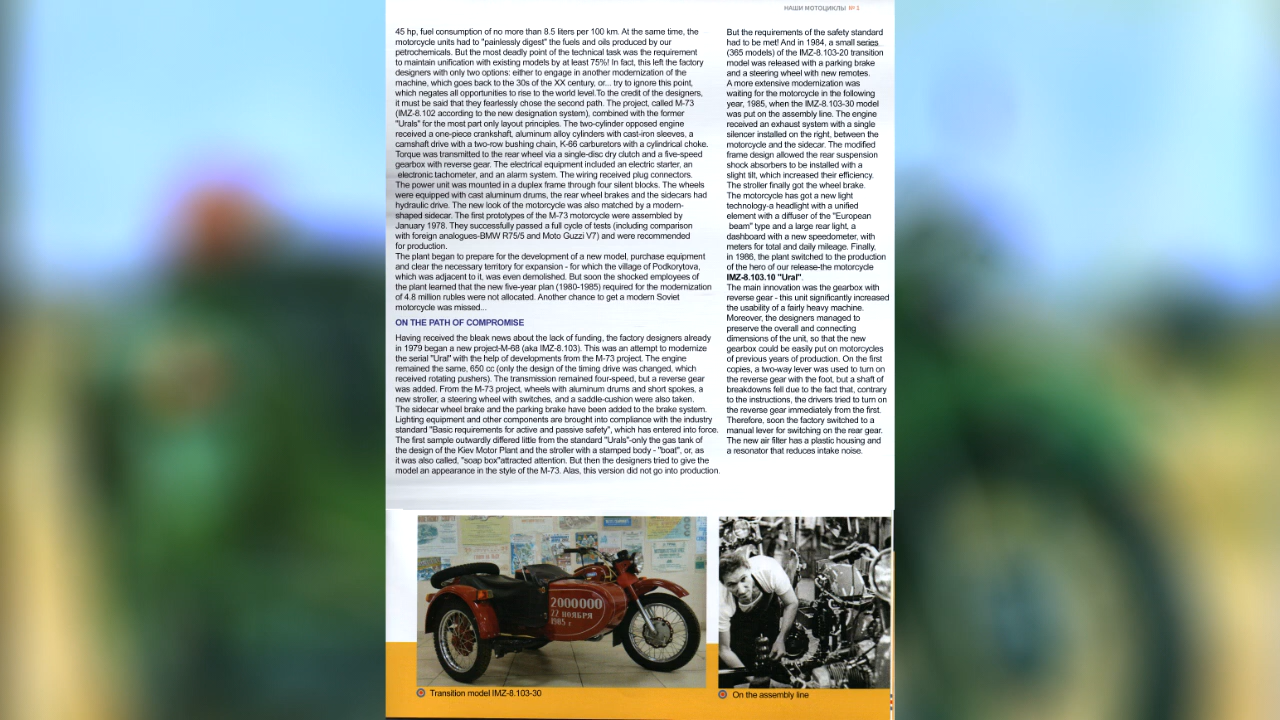 НАШИ МОТОЦИКЛЫ № 1
45 hp, fuel consumption of no more than 8.5 liters per 100 km. At the same time, the
motorcycle units had to "painlessly digest" the fuels and oils produced by our
petrochemicals. But the most deadly point of the technical task was the requirement
to maintain unification with existing models by at least 75%! In fact, this left the factory
designers with only two options: either to engage in another modernization of the
machine, which goes back to the 30s of the XX century, or... try to ignore this point,
which negates all opportunities to rise to the world level.To the credit of the designers,
it must be said that they fearlessly chose the second path. The project, called M-73
(IMZ-8.102 according to the new designation system), combined with the former
"Urals" for the most part only layout principles. The two-cylinder opposed engine
received a one-piece crankshaft, aluminum alloy cylinders with cast-iron sleeves, a
camshaft drive with a two-row bushing chain, K-66 carburetors with a cylindrical choke.
Torque was transmitted to the rear wheel via a single-disc dry clutch and a five-speed
gearbox with reverse gear. The electrical equipment included an electric starter, an
electronic tachometer, and an alarm system. The wiring received plug connectors.
The power unit was mounted in a duplex frame through four silent blocks. The wheels
were equipped with cast aluminum drums, the rear wheel brakes and the sidecars had
hydraulic drive. The new look of the motorcycle was also matched by a modern-
shaped sidecar. The first prototypes of the M-73 motorcycle were assembled by
January 1978. They successfully passed a full cycle of tests (including comparison
with foreign analogues-BMW R75/5 and Moto Guzzi V7) and were recommended
for production.
The plant began to prepare for the development of a new model, purchase equipment
and clear the necessary territory for expansion - for which the village of Podkorytova,
which was adjacent to it, was even demolished. But soon the shocked employees of
the plant learned that the new five-year plan (1980-1985) required for the modernization
of 4.8 million rubles were not allocated. Another chance to get a modern Soviet
motorcycle was missed...
ON THE PATH OF COMPROMISE
Having received the bleak news about the lack of funding, the factory designers already
in 1979 began a new project-M-68 (aka IMZ-8.103). This was an attempt to modernize
the serial "Ural" with the help of developments from the M-73 project. The engine
remained the same, 650 cc (only the design of the timing drive was changed, which
received rotating pushers). The transmission remained four-speed, but a reverse gear
was added. From the M-73 project, wheels with aluminum drums and short spokes, a
new stroller, a steering wheel with switches, and a saddle-cushion were also taken.
The sidecar wheel brake and the parking brake have been added to the brake system.
Lighting equipment and other components are brought into compliance with the industry
standard "Basic requirements for active and passive safety", which has entered into force.
The first sample outwardly differed little from the standard "Urals"-only the gas tank of
the design of the Kiev Motor Plant and the stroller with a stamped body - "boat", or, as
it was also called, "soap box"attracted attention. But then the designers tried to give the
model an appearance in the style of the M-73. Alas, this version did not go into production.
But the requirements of the safety standard
had to be met! And in 1984, a small series
(365 models) of the IMZ-8.103-20 transition
model was released with a parking brake
and a steering wheel with new remotes.
A more extensive modernization was
waiting for the motorcycle in the following
year, 1985, when the IMZ-8.103-30 model
was put on the assembly line. The engine
received an exhaust system with a single
silencer installed on the right, between the
motorcycle and the sidecar. The modified
frame design allowed the rear suspension
shock absorbers to be installed with a
slight tilt, which increased their efficiency.
The stroller finally got the wheel brake.
The motorcycle has got a new light
technology-a headlight with a unified
element with a diffuser of the "European
beam" type and a large rear light, a
dashboard with a new speedometer, with
meters for total and daily mileage. Finally,
in 1986, the plant switched to the production
of the hero of our release-the motorcycle
IMZ-8.103.10 "Ural".
The main innovation was the gearbox with
reverse gear - this unit significantly increased
the usability of a fairly heavy machine.
Moreover, the designers managed to
preserve the overall and connecting
dimensions of the unit, so that the new
gearbox could be easily put on motorcycles
of previous years of production. On the first
copies, a two-way lever was used to turn on
the reverse gear with the foot, but a shaft of
breakdowns fell due to the fact that, contrary
to the instructions, the drivers tried to turn on
the reverse gear immediately from the first.
Therefore, soon the factory switched to a
manual lever for switching on the rear gear.
The new air filter has a plastic housing and
a resonator that reduces intake noise.
2000000
22 НОЯБРЯ
1985 г
Transition model IMZ-8.103-30
On the assembly line